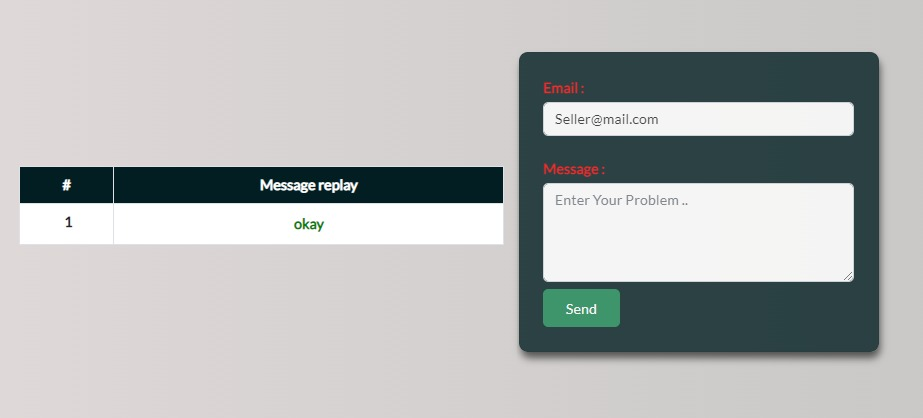 # Message replay
1 okay
Email :
Seller@mail.com
Message :
Enter Your Problem ..
Send